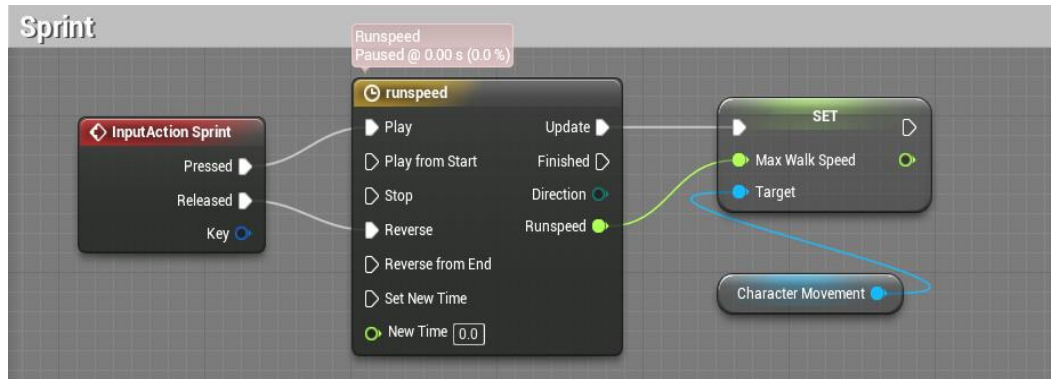 Sprint
Runspeed
Paused @ 0.00 s (0.0 %)
runspeed
InputAction Sprint
Pressed
Released
Key
Play
Update
Play from Start
Finished
Stop
Direction
Reverse
Runspeed
Reverse from End
Set New Time
New Time 0.0
SET
Max Walk Speed
Target
Character Movement